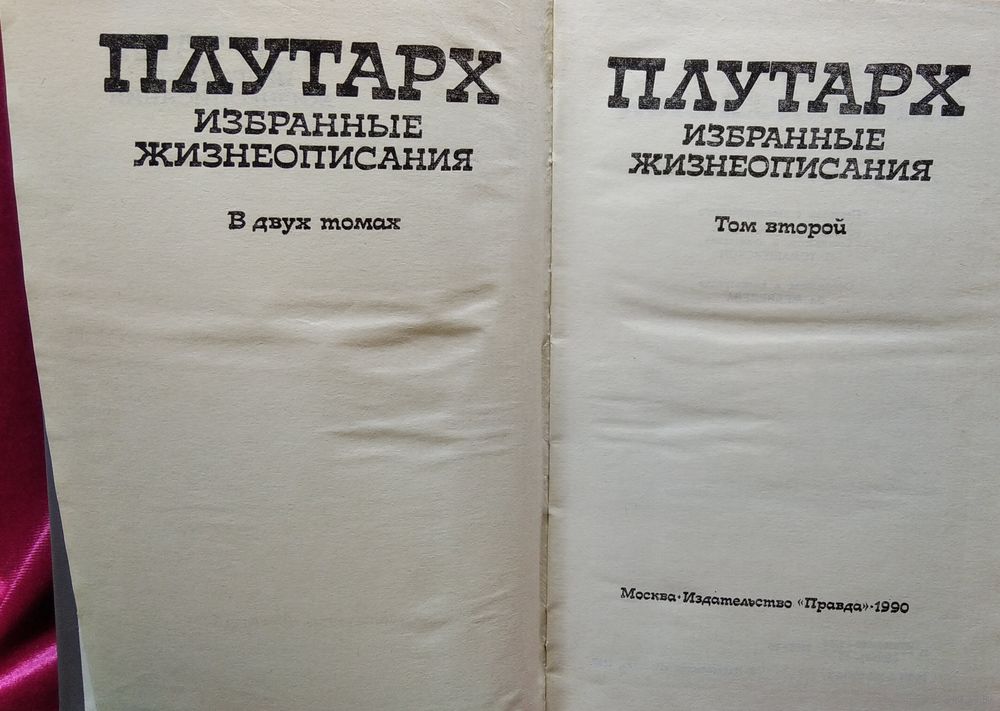 ПЛУТАРХ
ИЗБРАННЫЕ
ЖИЗНЕОПИСАНИЯ
В двух томах
ПЛУТАРХ
ИЗБРАННЫЕ
ЖИЗНЕОПИСАНИЯ
Том второй
Москва·Издательство «Правда»·1990